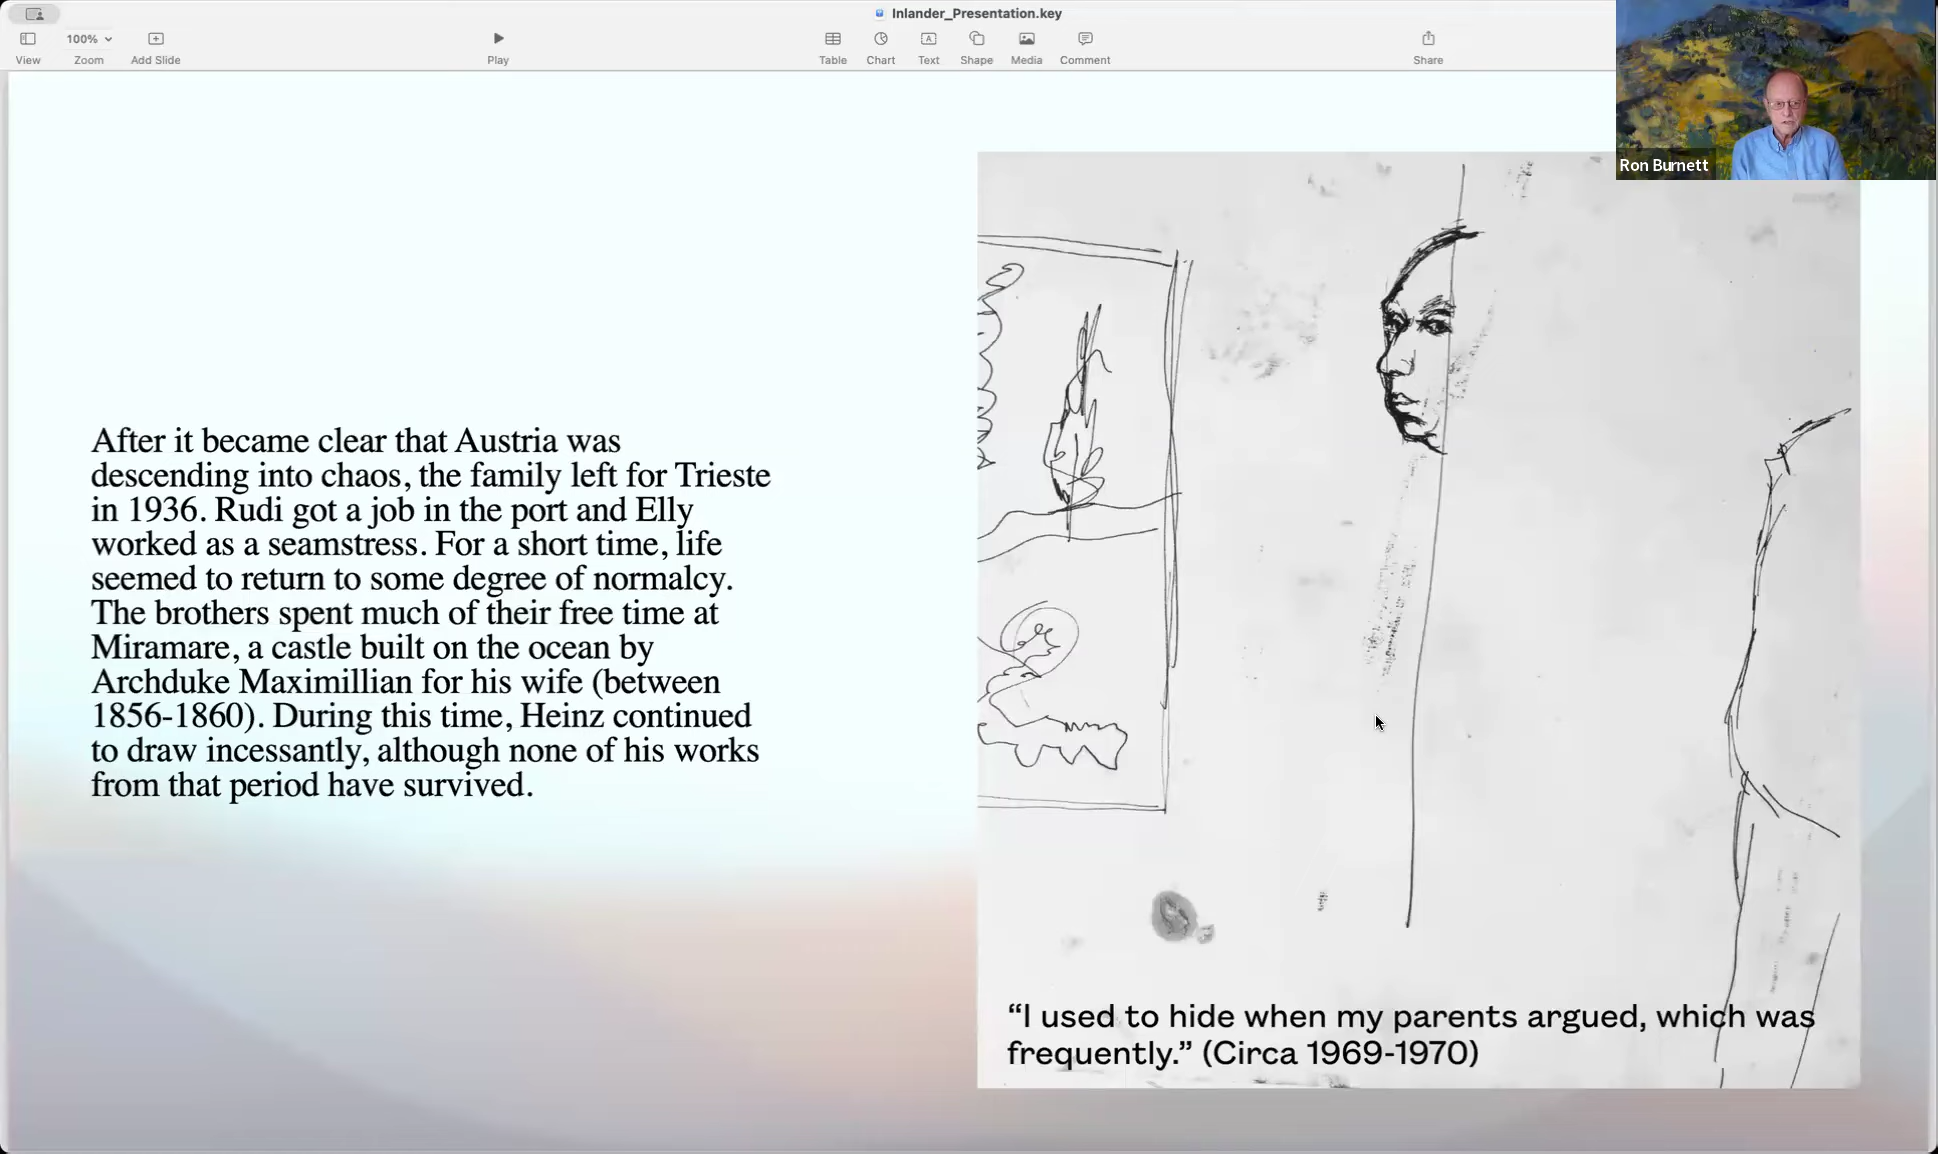 Inlander_Presentation.key
View
100%
Zoom
Add Slide
Play
Table
Chart
Text
Shape
Media
Comment
Share
Ron Burnett
After it became clear that Austria was
descending into chaos, the family left for Trieste
in 1936. Rudi got a job in the port and Elly
worked as a seamstress. For a short time, life
seemed to return to some degree of normalcy.
The brothers spent much of their free time at
Miramare, a castle built on the ocean by
Archduke Maximillian for his wife (between
1856-1860). During this time, Heinz continued
to draw incessantly, although none of his works
from that period have survived.
“I used to hide when my parents argued, which was
frequently.” (Circa 1969-1970)